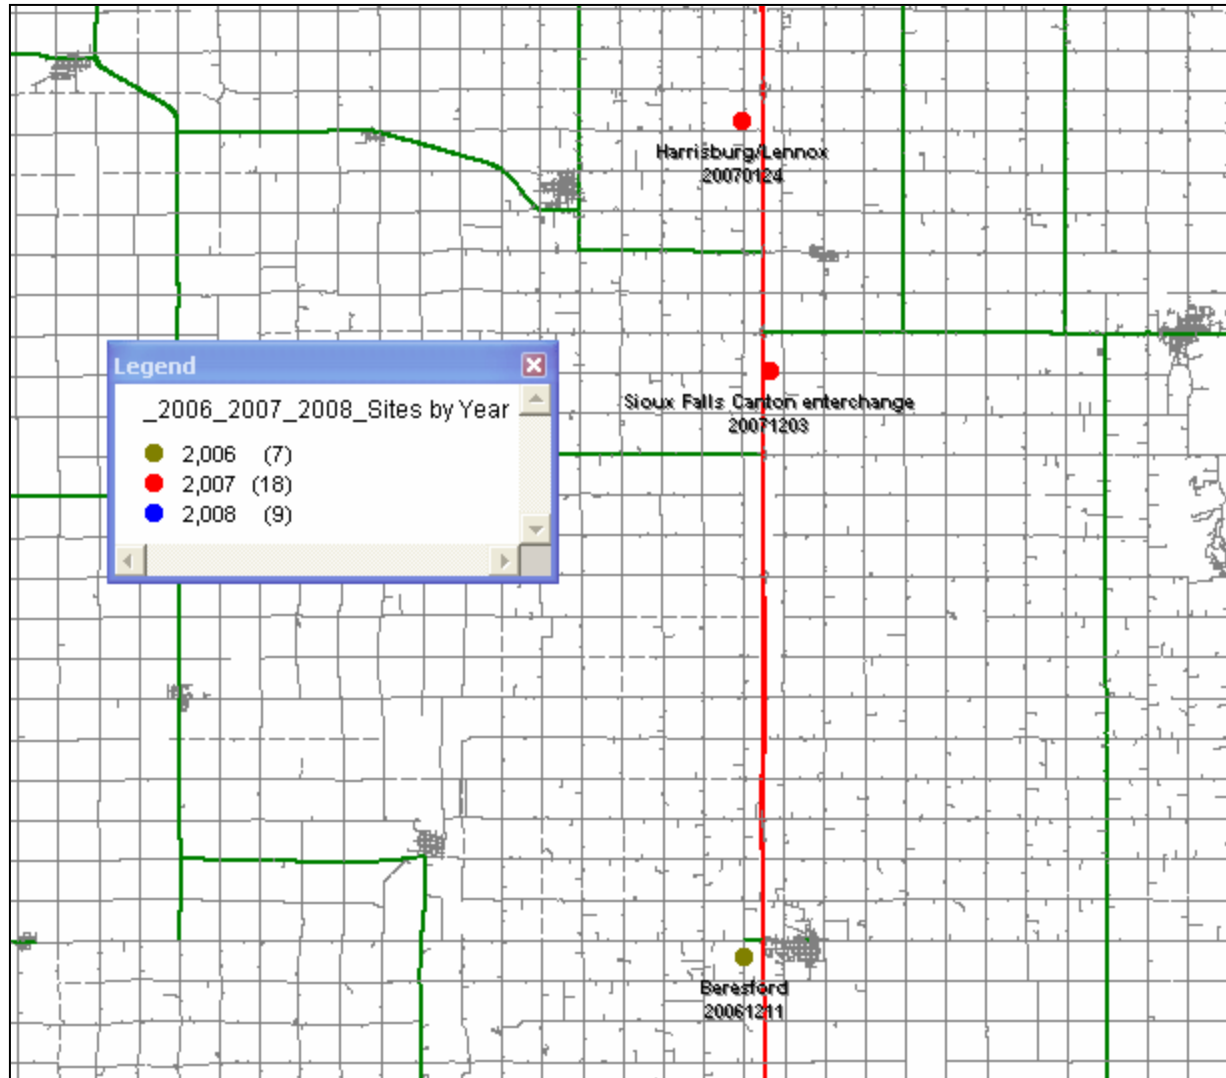 Harrisburg/Lennox
20070124
Legend
_2006_2007_2008_Sites by Year
2,006 (7)
2,007 (18)
2,008 (9)
Sioux Falls Canton enterchange
20071203
Beresford
20061211